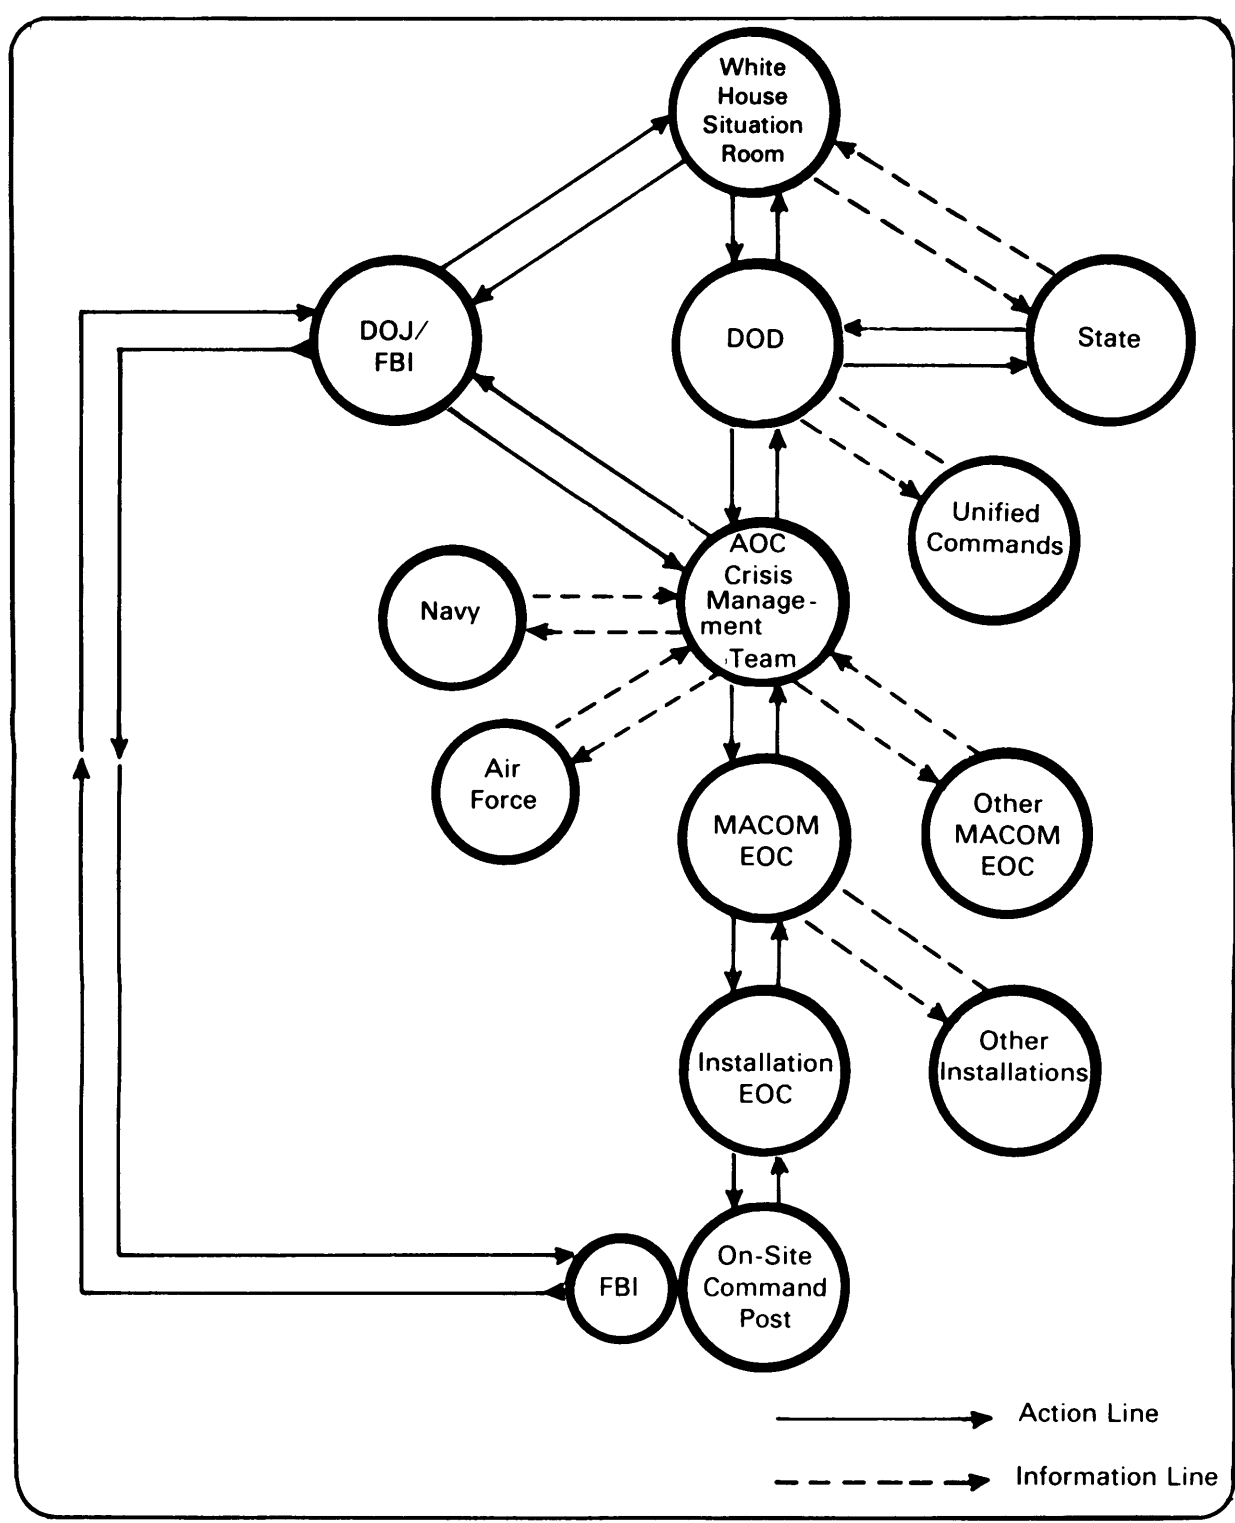 White
House
Situation
Room
DOJ/
FBI
DOD
State
Unified
Commands
AOC
Crisis
Manage-
ment
Team
Navy
Air
Force
MACOM
EOC
Other
MACOM
EOC
Installation
EOC
Other
Installations
FBI
On-Site
Command
Post
Action Line
Information Line